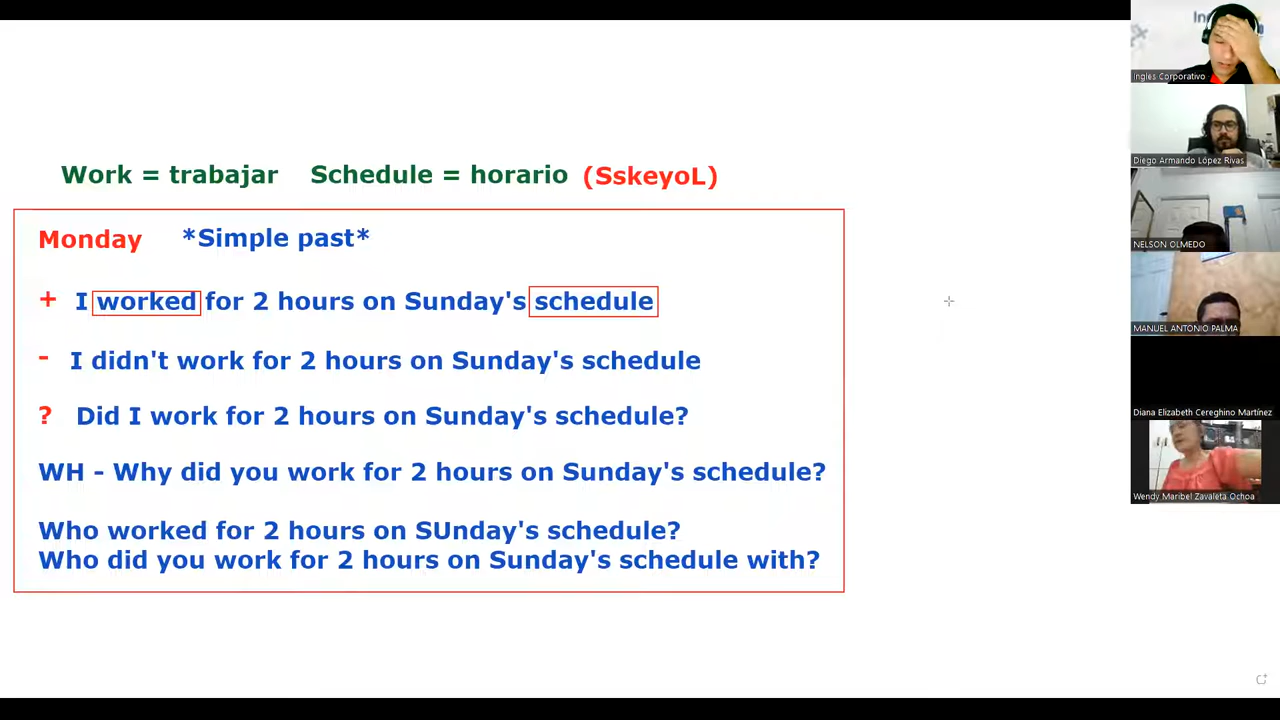 Work = trabajar Schedule = horario (SskeyoL)
Monday *Simple past*
+ I worked for 2 hours on Sunday's schedule
- I didn't work for 2 hours on Sunday's schedule
? Did I work for 2 hours on Sunday's schedule?
WH - Why did you work for 2 hours on Sunday's schedule?
Who worked for 2 hours on SUnday's schedule?
Who did you work for 2 hours on Sunday's schedule with?
Ingles Corporativo
Diego Armando López Rivas
NELSON OLMEDO
MANUEL ANTONIO PALMA
Diana Elizabeth Cereghino Martínez
Wendy Maribel Zavaleta Ochoa